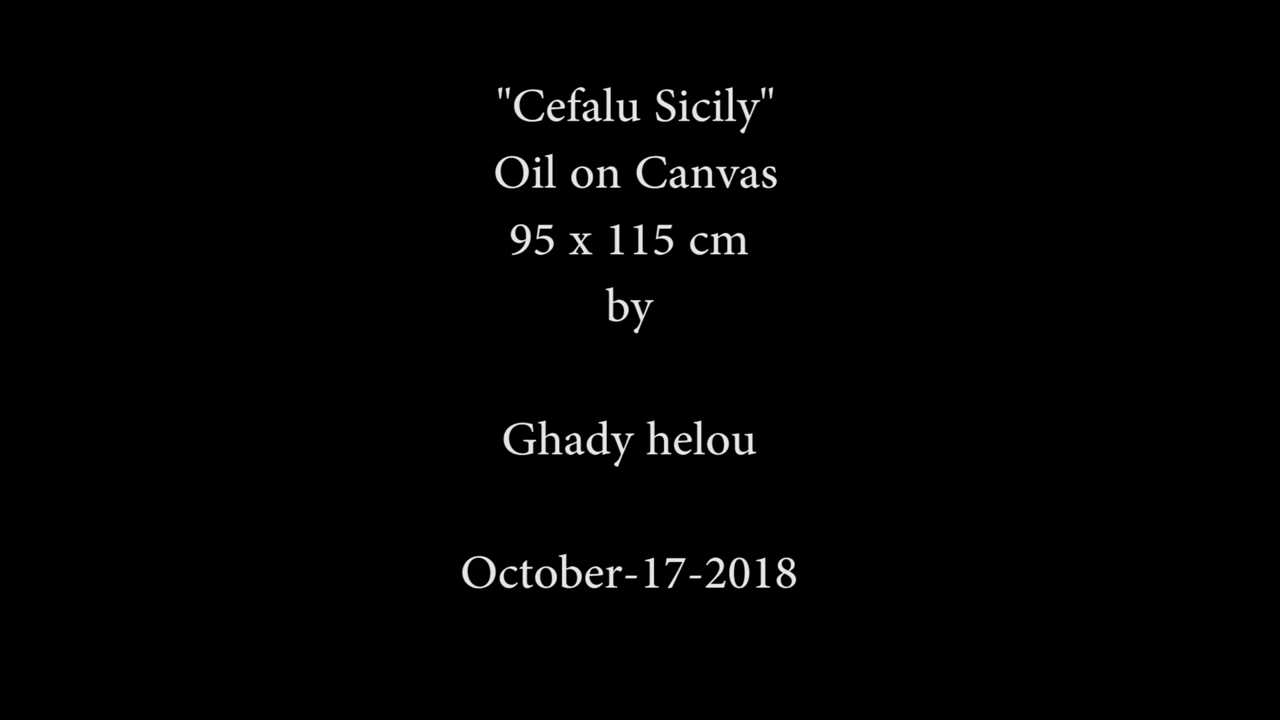 "Cefalu Sicily"
Oil on Canvas
95 x 115 cm
by
Ghady helou
October-17-2018